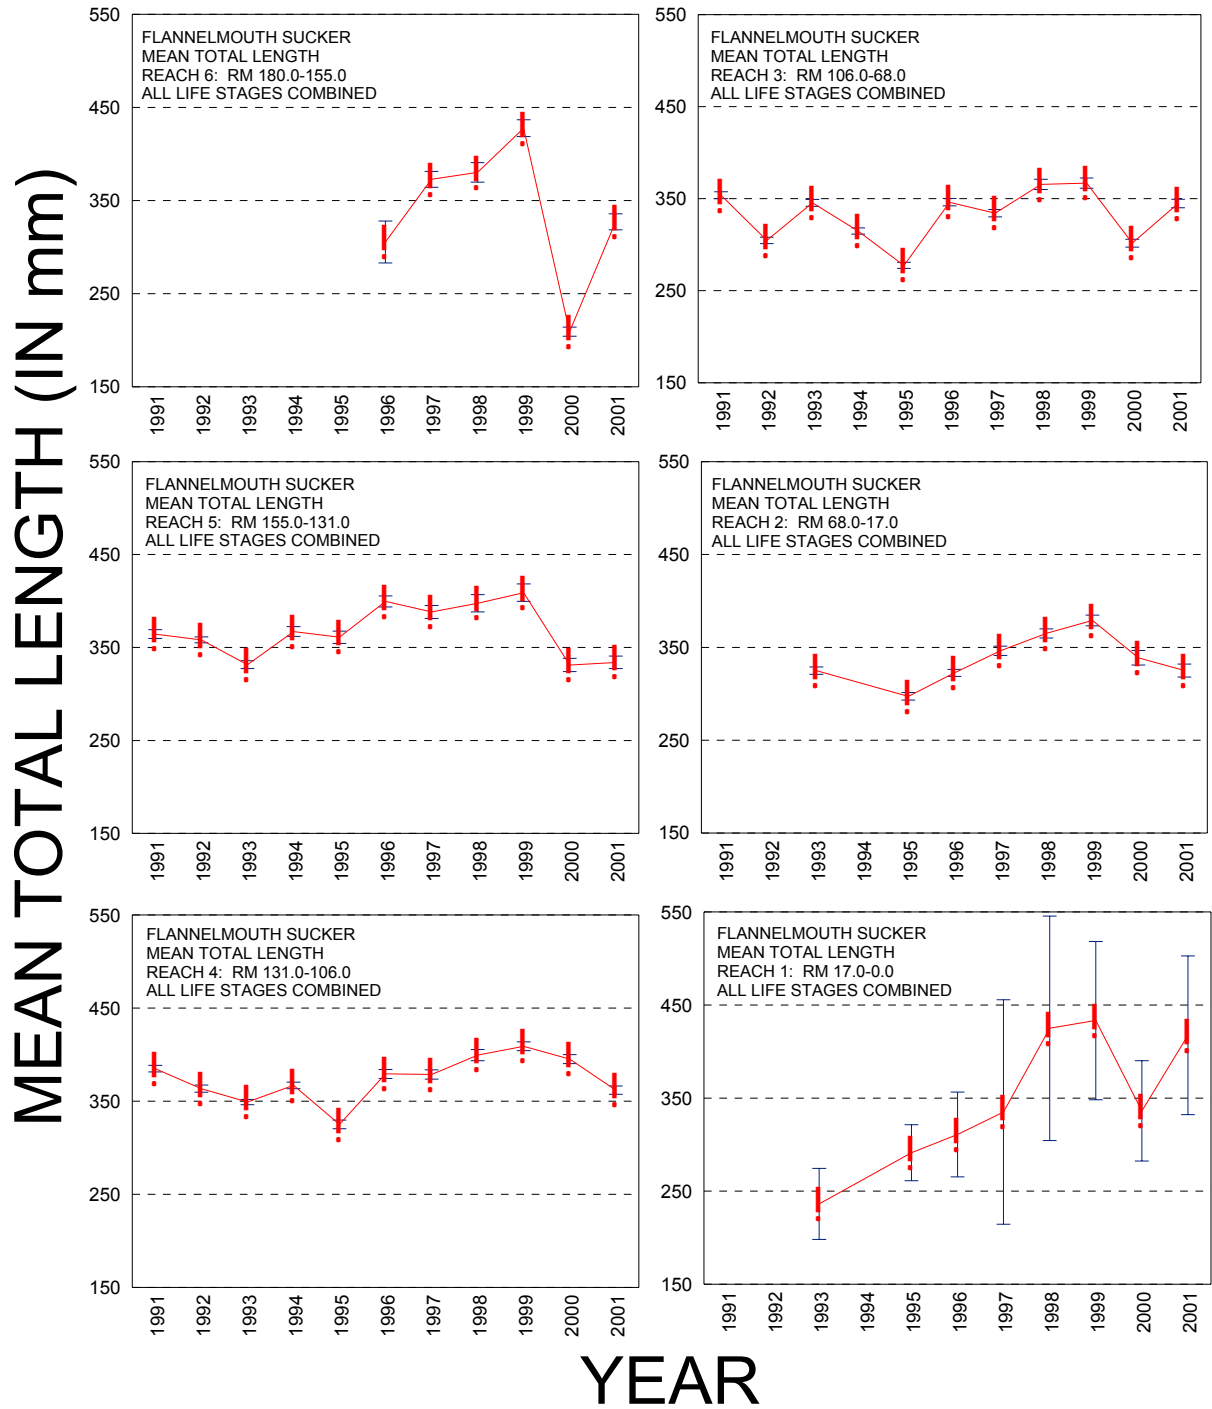 MEAN TOTAL LENGTH (IN mm)
FLANNELMOUTH SUCKER
MEAN TOTAL LENGTH
REACH 6: RM 180.0-155.0
ALL LIFE STAGES COMBINED
550
450
350
250
150
1991 1992 1993 1994 1995 1996 1997 1998 1999 2000 2001
FLANNELMOUTH SUCKER
MEAN TOTAL LENGTH
REACH 3: RM 106.0-68.0
ALL LIFE STAGES COMBINED
550
450
350
250
150
1991 1992 1993 1994 1995 1996 1997 1998 1999 2000 2001
FLANNELMOUTH SUCKER
MEAN TOTAL LENGTH
REACH 5: RM 155.0-131.0
ALL LIFE STAGES COMBINED
550
450
350
250
150
1991 1992 1993 1994 1995 1996 1997 1998 1999 2000 2001
FLANNELMOUTH SUCKER
MEAN TOTAL LENGTH
REACH 2: RM 68.0-17.0
ALL LIFE STAGES COMBINED
550
450
350
250
150
1991 1992 1993 1994 1995 1996 1997 1998 1999 2000 2001
FLANNELMOUTH SUCKER
MEAN TOTAL LENGTH
REACH 4: RM 131.0-106.0
ALL LIFE STAGES COMBINED
550
450
350
250
150
1991 1992 1993 1994 1995 1996 1997 1998 1999 2000 2001
FLANNELMOUTH SUCKER
MEAN TOTAL LENGTH
REACH 1: RM 17.0-0.0
ALL LIFE STAGES COMBINED
550
450
350
250
150
1991 1992 1993 1994 1995 1996 1997 1998 1999 2000 2001
YEAR